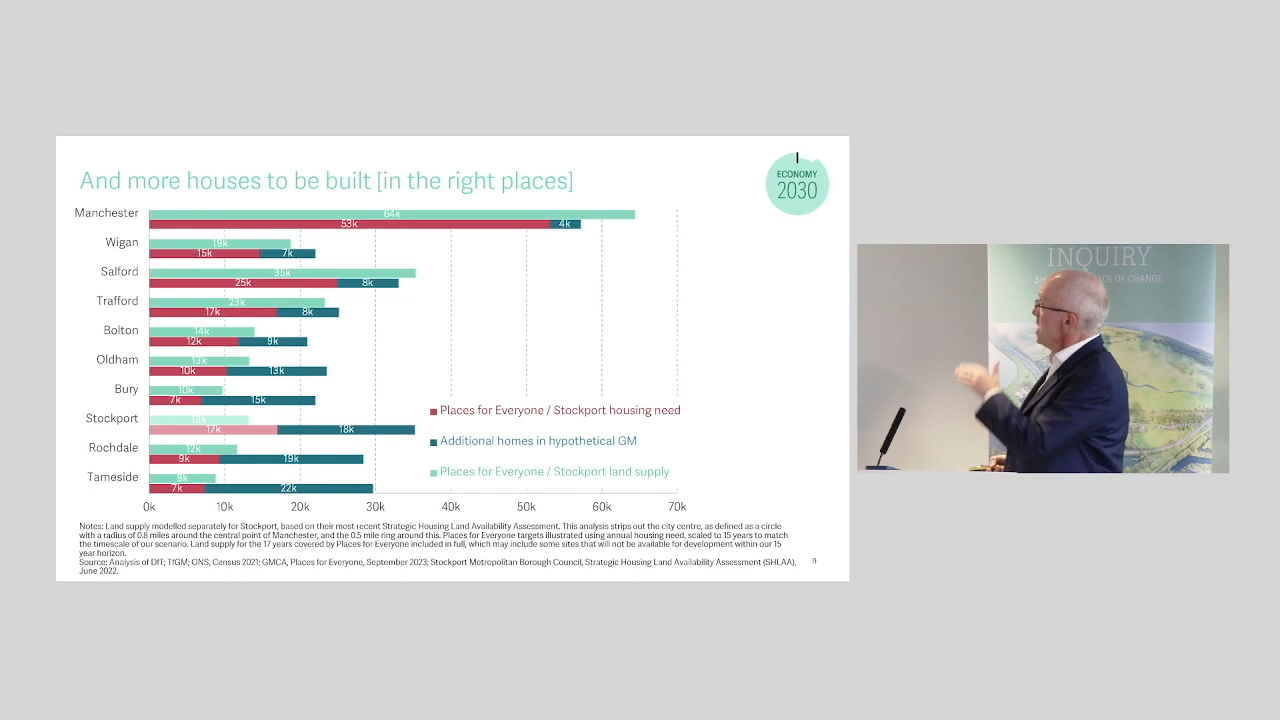 And more houses to be built [in the right places]
ECONOMY
2030
Manchester
64k
53k
4k
Wigan
19k
15k
7k
Salford
35k
25k
8k
Trafford
23k
17k
8k
Bolton
14k
12k
9k
Oldham
13k
10k
13k
Bury
10k
7k
15k
Stockport
13k
17k
18k
Rochdale
12k
9k
19k
Tameside
9k
7k
22k
Places for Everyone / Stockport housing need
Additional homes in hypothetical GM
Places for Everyone / Stockport land supply
0k 10k 20k 30k 40k 50k 60k 70k
Notes: Land supply modelled separately for Stockport, based on their most recent Strategic Housing Land Availability Assessment. This analysis strips out the city centre, as defined as a circle
with a radius of 0.8 miles around the central point of Manchester, and the 0.5 mile ring around this. Places for Everyone targets illustrated using annual housing need, scaled to 15 years to match
the timescale of our scenario. Land supply for the 17 years covered by Places for Everyone included in full, which may include some sites that will not be available for development within our 15
year horizon.
Source: Analysis of DfT; TfGM; ONS, Census 2021; GMCA, Places for Everyone, September 2023; Stockport Metropolitan Borough Council, Strategic Housing Land Availability Assessment (SHLAA),
June 2022.
9
INQUIRY
OF CHANGE